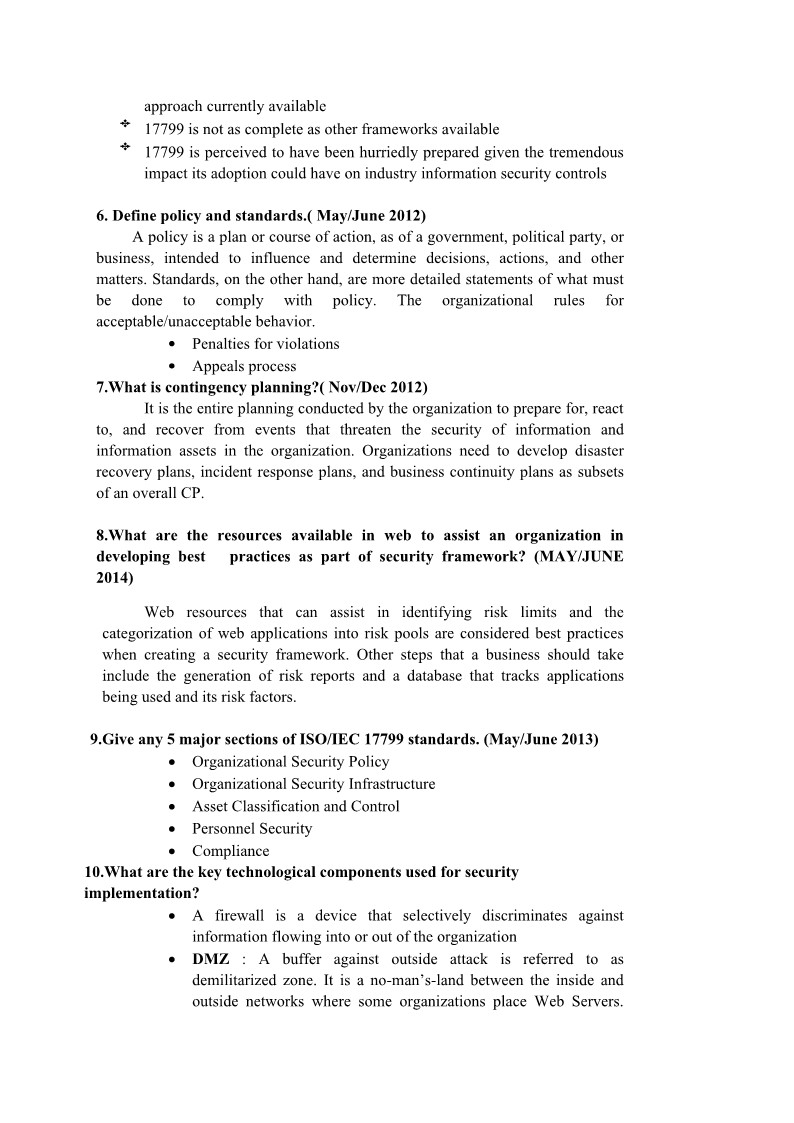 approach currently available
✣ 17799 is not as complete as other frameworks available
✣ 17799 is perceived to have been hurriedly prepared given the tremendous
impact its adoption could have on industry information security controls
6. Define policy and standards.( May/June 2012)
A policy is a plan or course of action, as of a government, political party, or
business, intended to influence and determine decisions, actions, and other
matters. Standards, on the other hand, are more detailed statements of what must
be done to comply with policy. The organizational rules for
acceptable/unacceptable behavior.
• Penalties for violations
• Appeals process
7.What is contingency planning?( Nov/Dec 2012)
It is the entire planning conducted by the organization to prepare for, react
to, and recover from events that threaten the security of information and
information assets in the organization. Organizations need to develop disaster
recovery plans, incident response plans, and business continuity plans as subsets
of an overall CP.
8.What are the resources available in web to assist an organization in
developing best practices as part of security framework? (MAY/JUNE
2014)
Web resources that can assist in identifying risk limits and the
categorization of web applications into risk pools are considered best practices
when creating a security framework. Other steps that a business should take
include the generation of risk reports and a database that tracks applications
being used and its risk factors.
9.Give any 5 major sections of ISO/IEC 17799 standards. (May/June 2013)
• Organizational Security Policy
• Organizational Security Infrastructure
• Asset Classification and Control
• Personnel Security
• Compliance
10.What are the key technological components used for security
implementation?
• A firewall is a device that selectively discriminates against
information flowing into or out of the organization
• DMZ : A buffer against outside attack is referred to as
demilitarized zone. It is a no-man’s-land between the inside and
outside networks where some organizations place Web Servers.